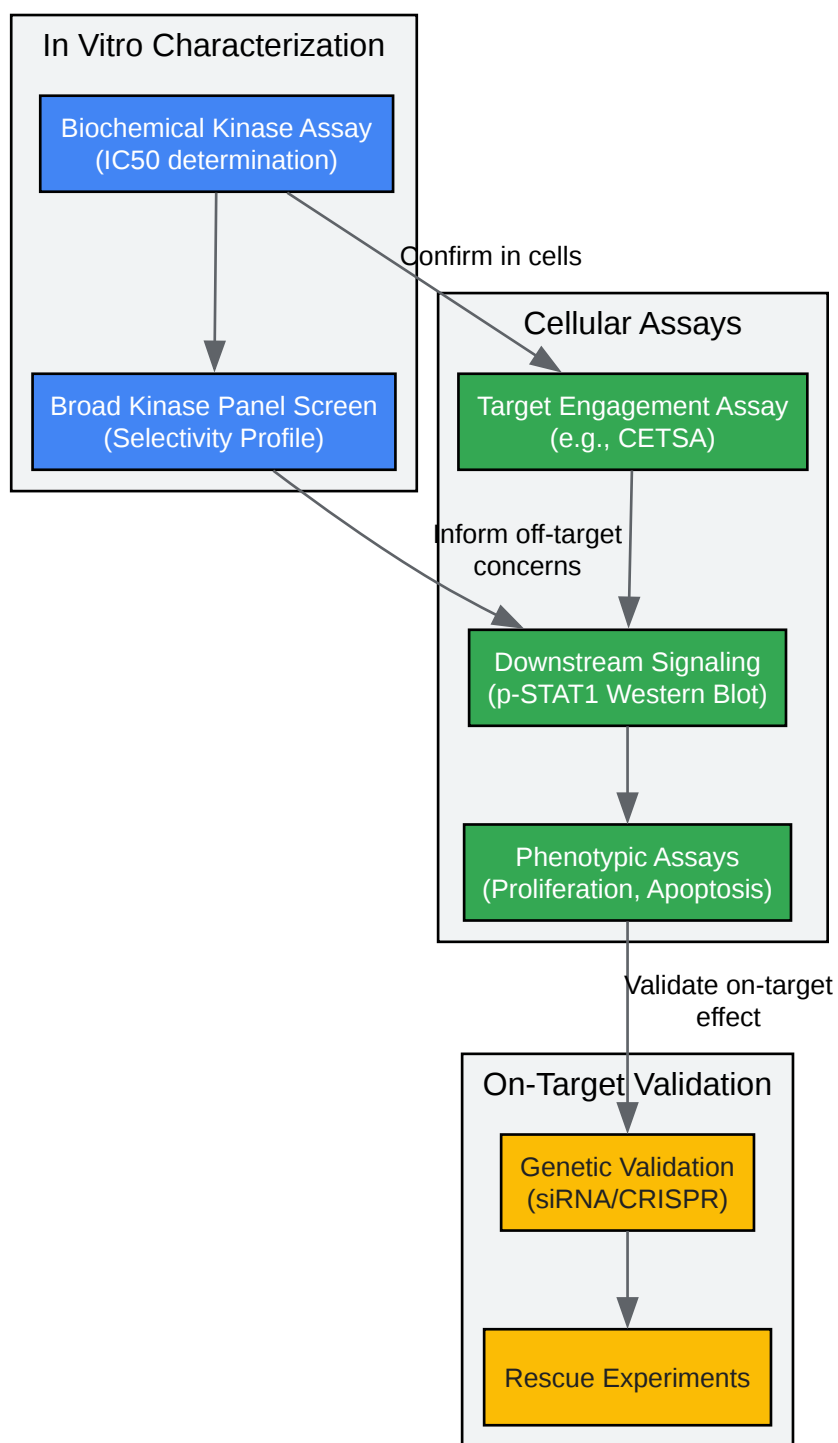 In Vitro Characterization
Biochemical Kinase Assay
(IC50 determination)
Confirm in cells
Cellular Assays
Broad Kinase Panel Screen
(Selectivity Profile)
Target Engagement Assay
(e.g., CETSA)
Inform off-target
concerns
Downstream Signaling
(p-STAT1 Western Blot)
Phenotypic Assays
(Proliferation, Apoptosis)
Validate on-target
effect
On-Target Validation
Genetic Validation
(siRNA/CRISPR)
Rescue Experiments